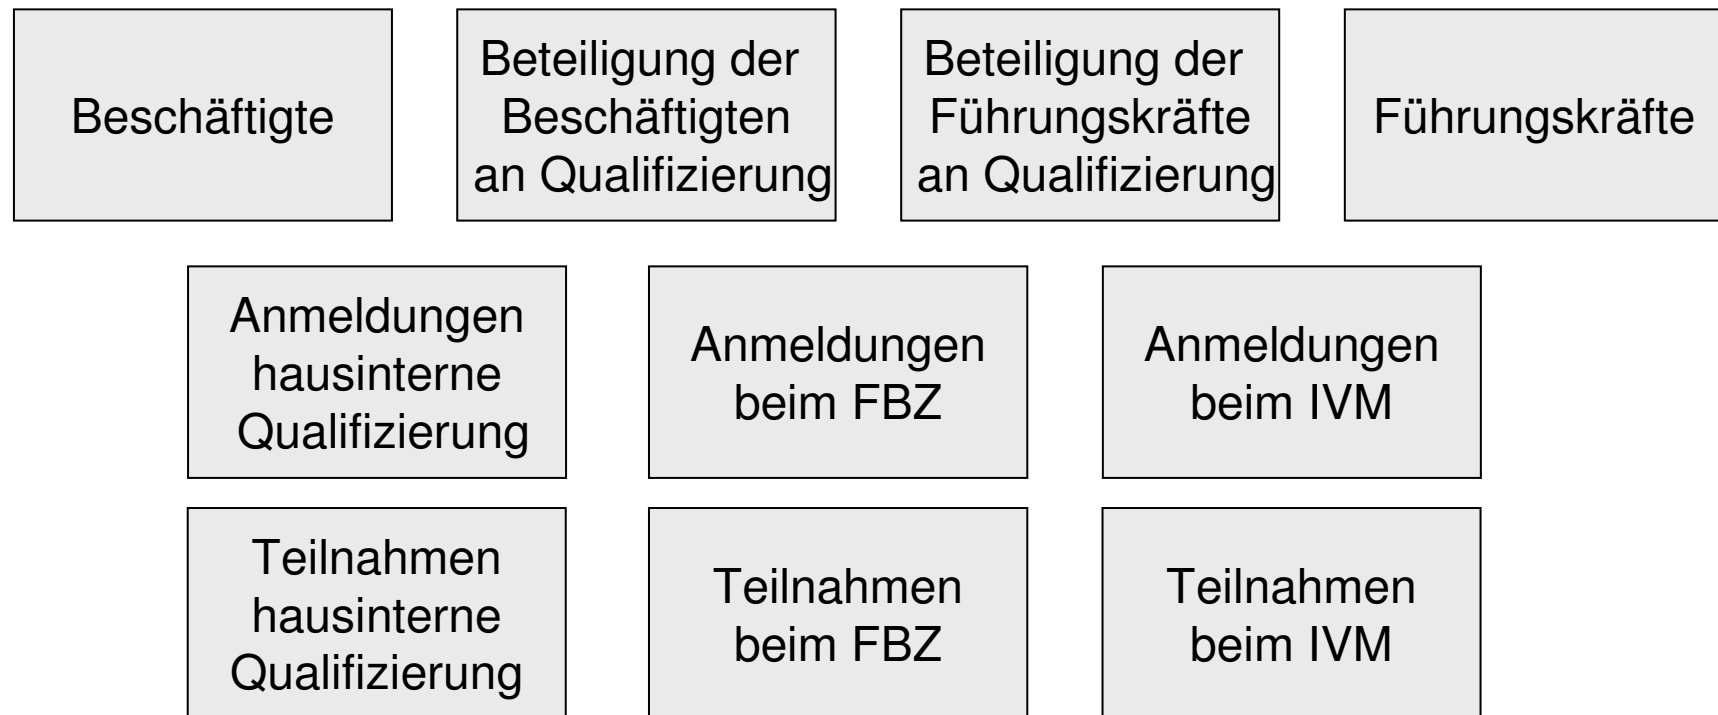 Beschäftigte
Beteiligung der
Beschäftigten
an Qualifizierung
Beteiligung der
Führungskräfte
an Qualifizierung
Führungskräfte
Anmeldungen
hausinterne
Qualifizierung
Anmeldungen
beim FBZ
Anmeldungen
beim IVM
Teilnahmen
hausinterne
Qualifizierung
Teilnahmen
beim FBZ
Teilnahmen
beim IVM